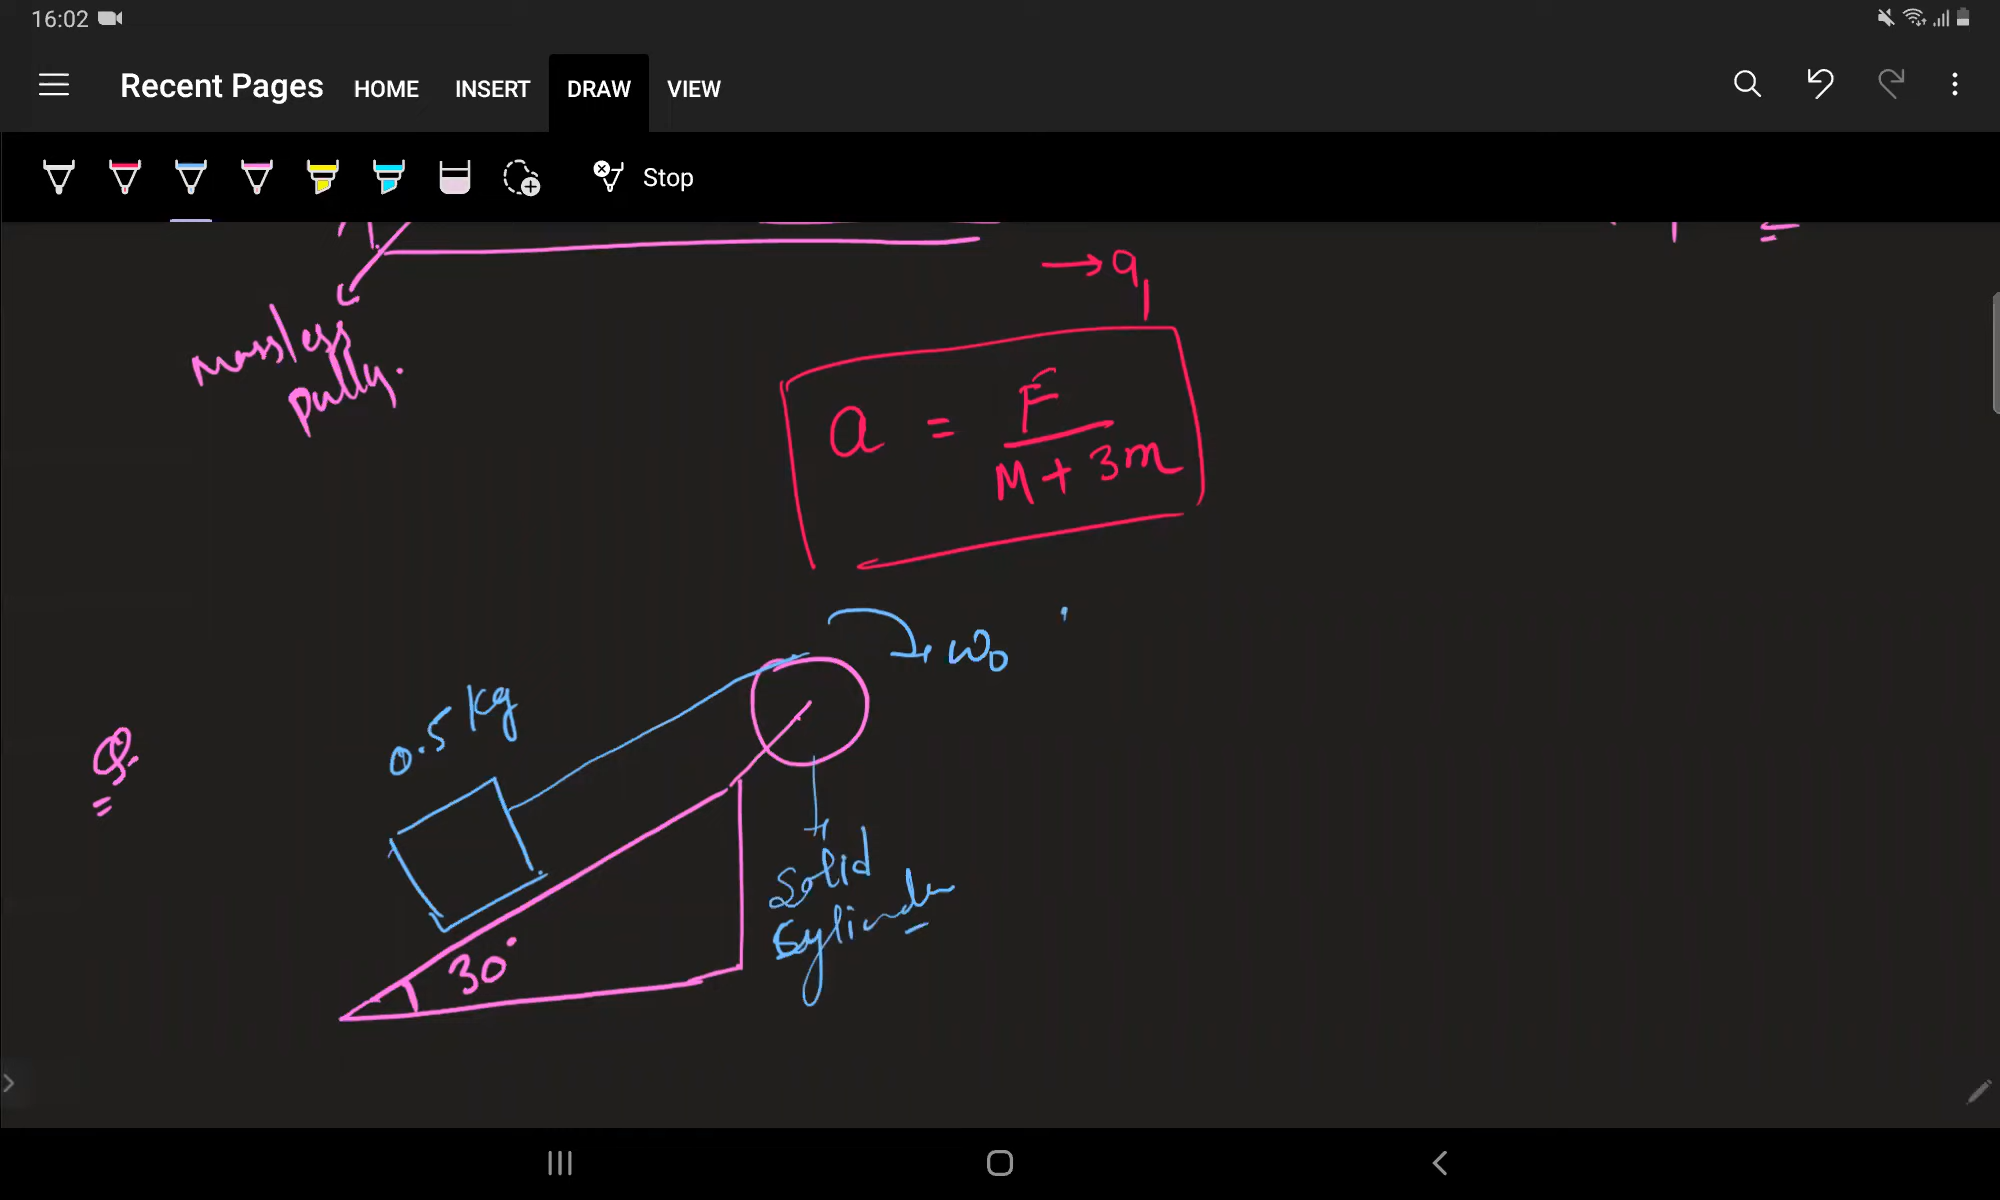 16:02
Recent Pages HOME INSERT DRAW VIEW
Stop
→ a
Massless
pully.
a = F / M + 3m
ω₀
0.5 kg
Q.
Solid
Cylinder
30°